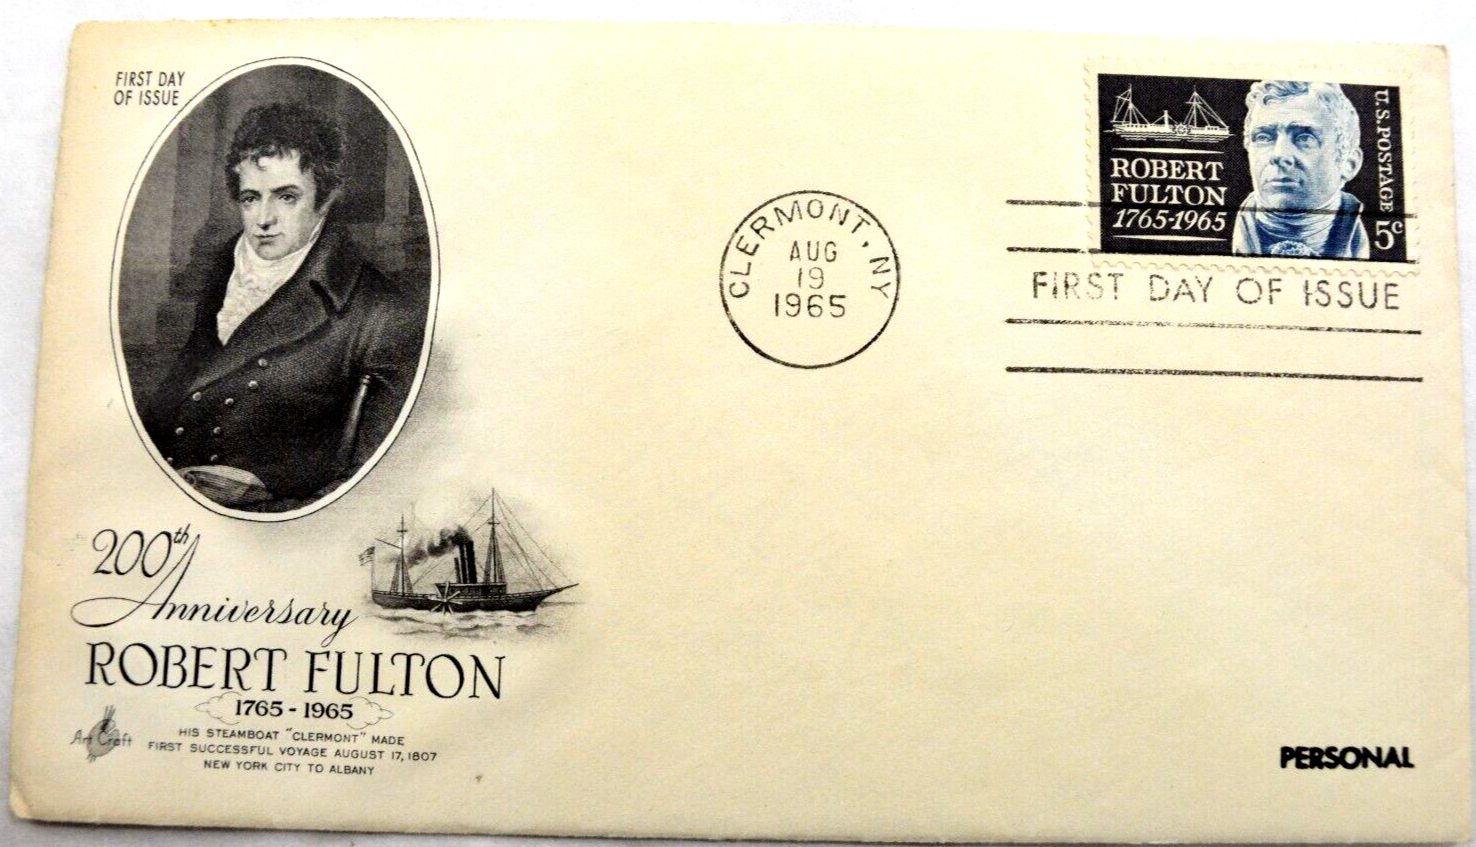 FIRST DAY
OF ISSUE
U.S. POSTAGE
ROBERT
FULTON
1765-1965
5c
CLERMONT, NY
AUG
19
1965
FIRST DAY OF ISSUE
200th
Anniversary
ROBERT FULTON
1765 - 1965
Art Craft
HIS STEAMBOAT "CLERMONT" MADE
FIRST SUCCESSFUL VOYAGE AUGUST 17, 1807
NEW YORK CITY TO ALBANY
PERSONAL